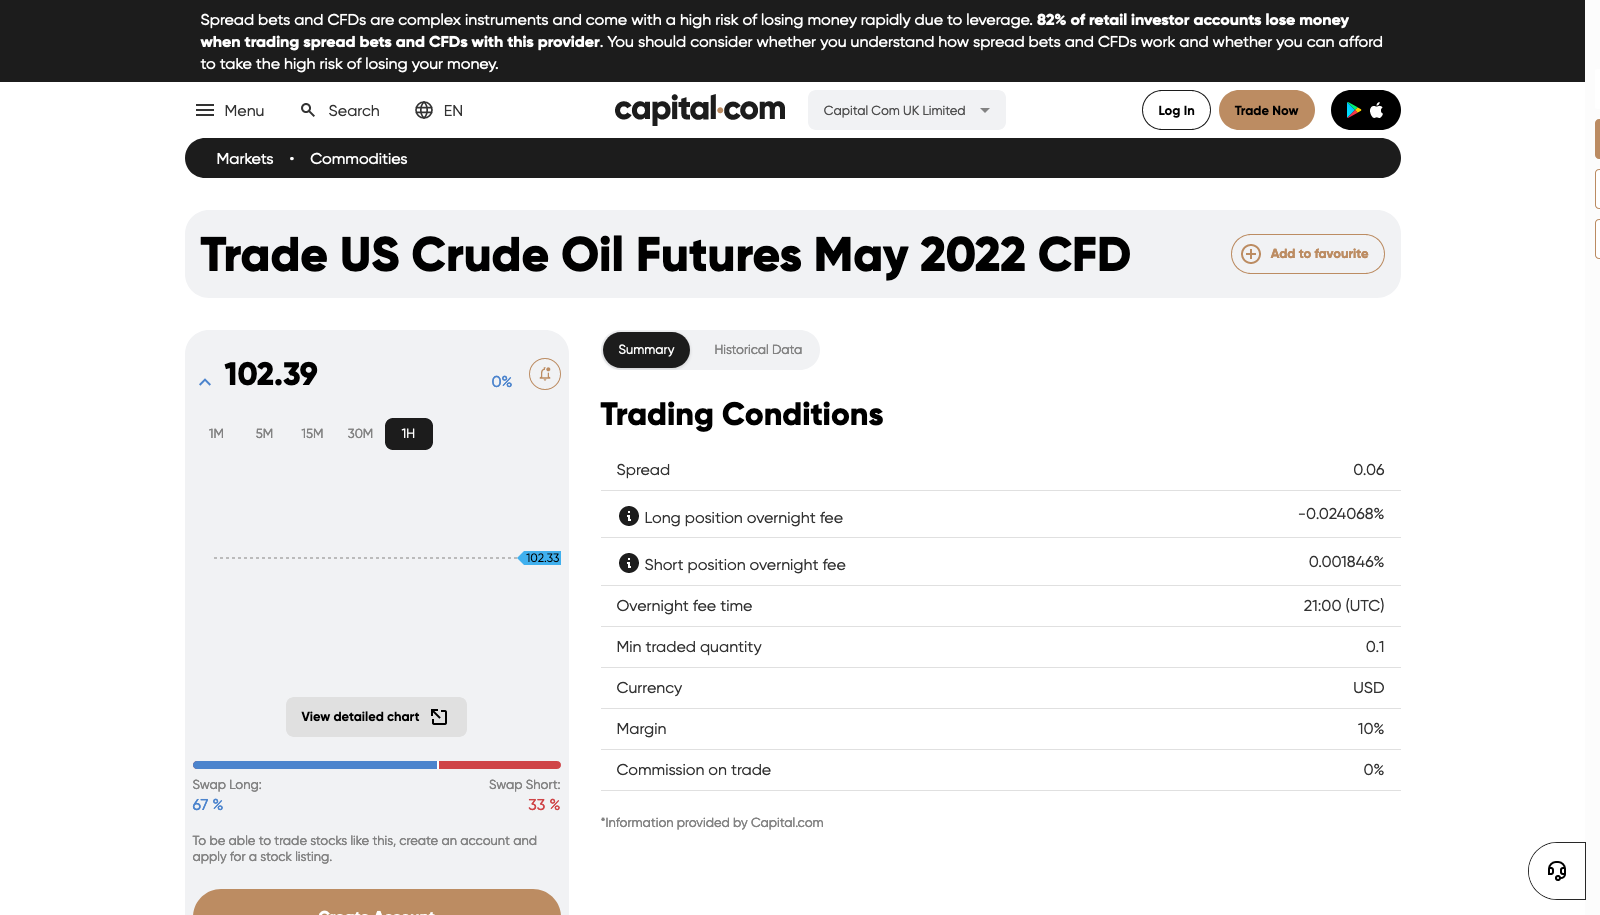 Spread bets and CFDs are complex instruments and come with a high risk of losing money rapidly due to leverage. 82% of retail investor accounts lose money
when trading spread bets and CFDs with this provider. You should consider whether you understand how spread bets and CFDs work and whether you can afford
to take the high risk of losing your money.
Menu
Search
EN
capital.com
Capital Com UK Limited
Log In
Trade Now
Markets • Commodities
Trade US Crude Oil Futures May 2022 CFD
Add to favourite
102.39
0%
1M 5M 15M 30M 1H
102.33
View detailed chart
Swap Long: Swap Short:
67 % 33 %
To be able to trade stocks like this, create an account and
apply for a stock listing.
Create Account
Summary Historical Data
Trading Conditions
Spread 0.06
Long position overnight fee -0.024068%
Short position overnight fee 0.001846%
Overnight fee time 21:00 (UTC)
Min traded quantity 0.1
Currency USD
Margin 10%
Commission on trade 0%
*Information provided by Capital.com